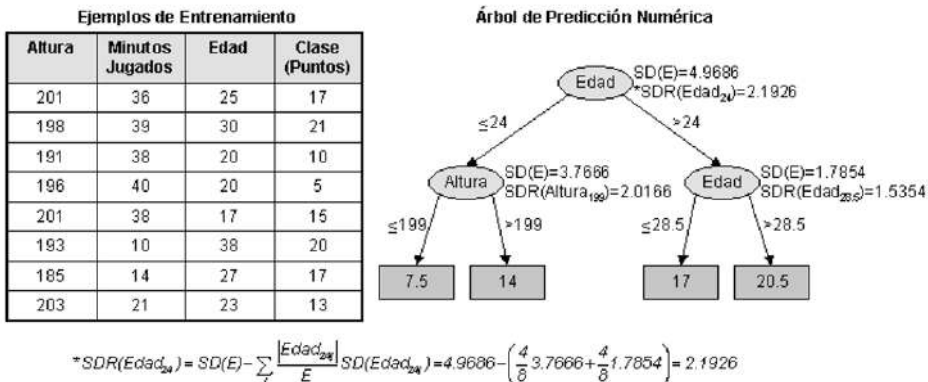 Ejemplos de Entrenamiento
Altura Minutos Jugados Edad Clase (Puntos)
201 36 25 17
198 39 30 21
191 38 20 10
196 40 20 5
201 38 17 15
193 10 38 20
185 14 27 17
203 21 23 13
Árbol de Predicción Numérica
Edad SD(E)=4.9686
*SDR(Edad24)=2.1926
≤24 >24
Altura SD(E)=3.7666
SDR(Altura199)=2.0166
Edad SD(E)=1.7854
SDR(Edad28.5)=1.5354
≤199 >199 ≤28.5 >28.5
7.5 14 17 20.5
*SDR(Edad24) = SD(E) - ∑i |Edad24i|/E SD(Edad24i) = 4.9686 - (4/8 3.7666 + 4/8 1.7854) = 2.1926